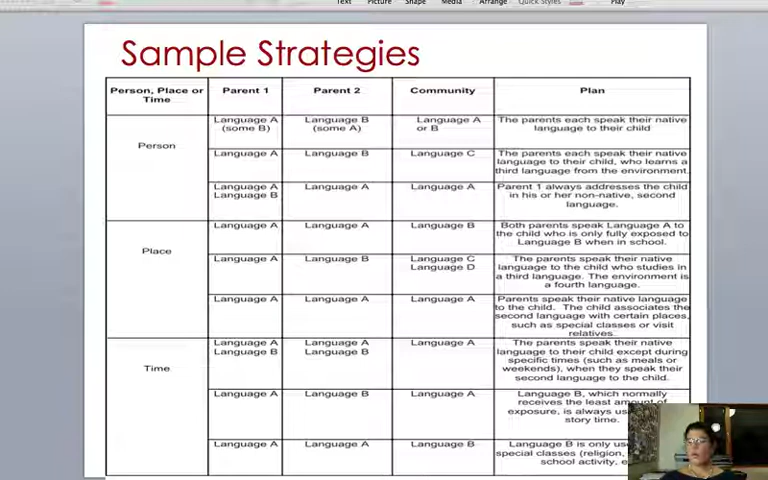 Text Picture Shape Media Arrange Quick Styles Play
Sample Strategies
Person, Place or
Time
Parent 1
Parent 2
Community
Plan
Person
Language A
(some B)
Language B
(some A)
Language A
or B
The parents each speak their native
language to their child
Language A
Language B
Language C
The parents each speak their native
language to their child, who learns a
third language from the environment.
Language A
Language B
Language A
Language A
Parent 1 always addresses the child
in his or her non-native, second
language.
Place
Language A
Language A
Language B
Both parents speak Language A to
the child who is only fully exposed to
Language B when in school.
Language A
Language B
Language C
Language D
The parents speak their native
language to the child who studies in
a third language. The environment is
a fourth language.
Language A
Language A
Language A
Parents speak their native language
to the child. The child associates the
second language with certain places,
such as special classes or visit
relatives.
Time
Language A
Language B
Language A
Language B
Language A
The parents speak their native
language to their child except during
specific times (such as meals or
weekends), when they speak their
second language to the child.
Language A
Language B
Language A
Language B, which normally
receives the least amount of
exposure, is always
story time.
Language A
Language A
Language B
Language B is only
special classes (religion,
school activity,